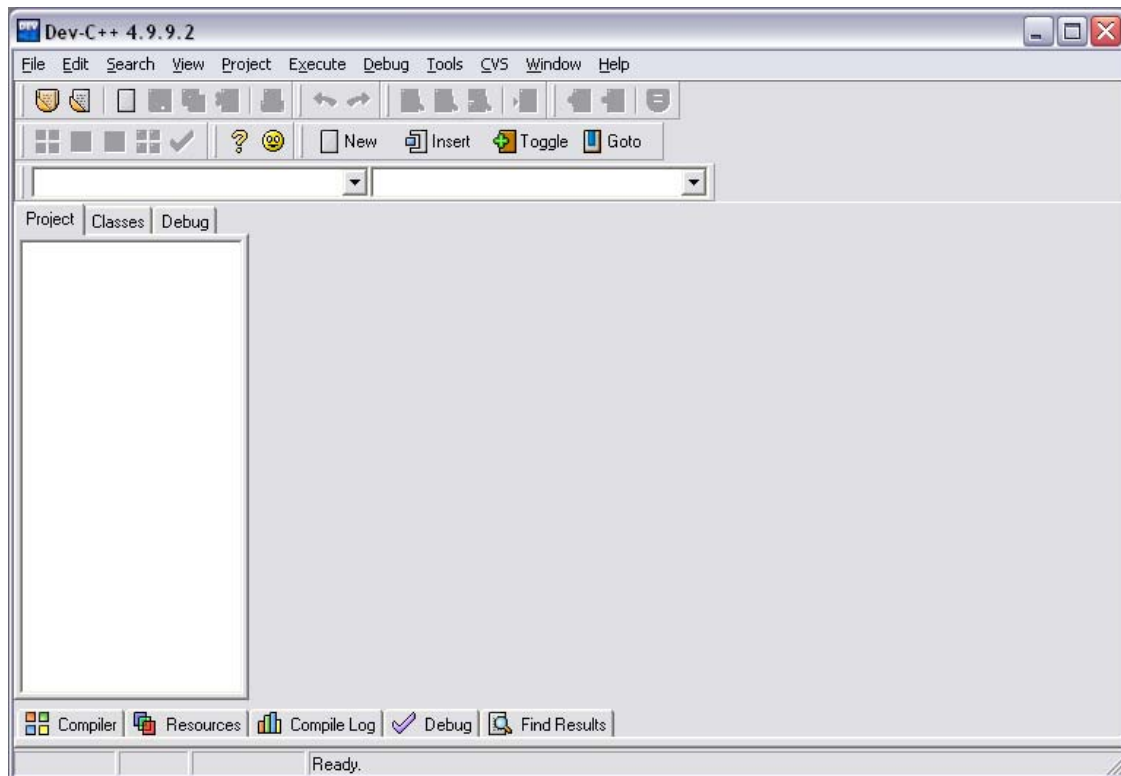 Dev-C++ 4.9.9.2
File Edit Search View Project Execute Debug Tools CVS Window Help
New Insert Toggle Goto
Project Classes Debug
Compiler Resources Compile Log Debug Find Results
Ready.